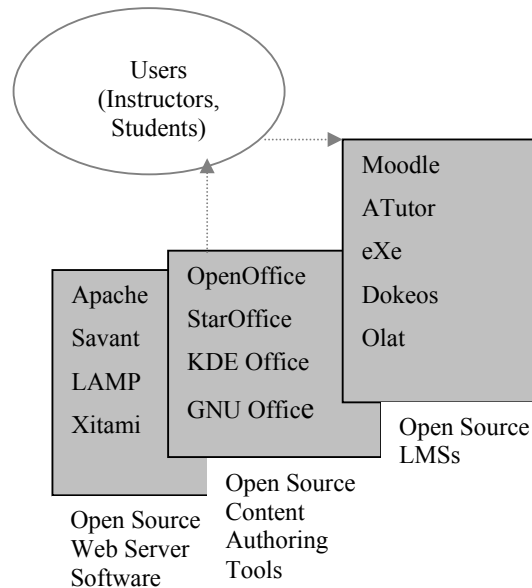 Users
(Instructors,
Students)
Moodle
ATutor
eXe
Dokeos
Olat
OpenOffice
StarOffice
KDE Office
GNU Office
Apache
Savant
LAMP
Xitami
Open Source
LMSs
Open Source
Content
Authoring
Tools
Open Source
Web Server
Software